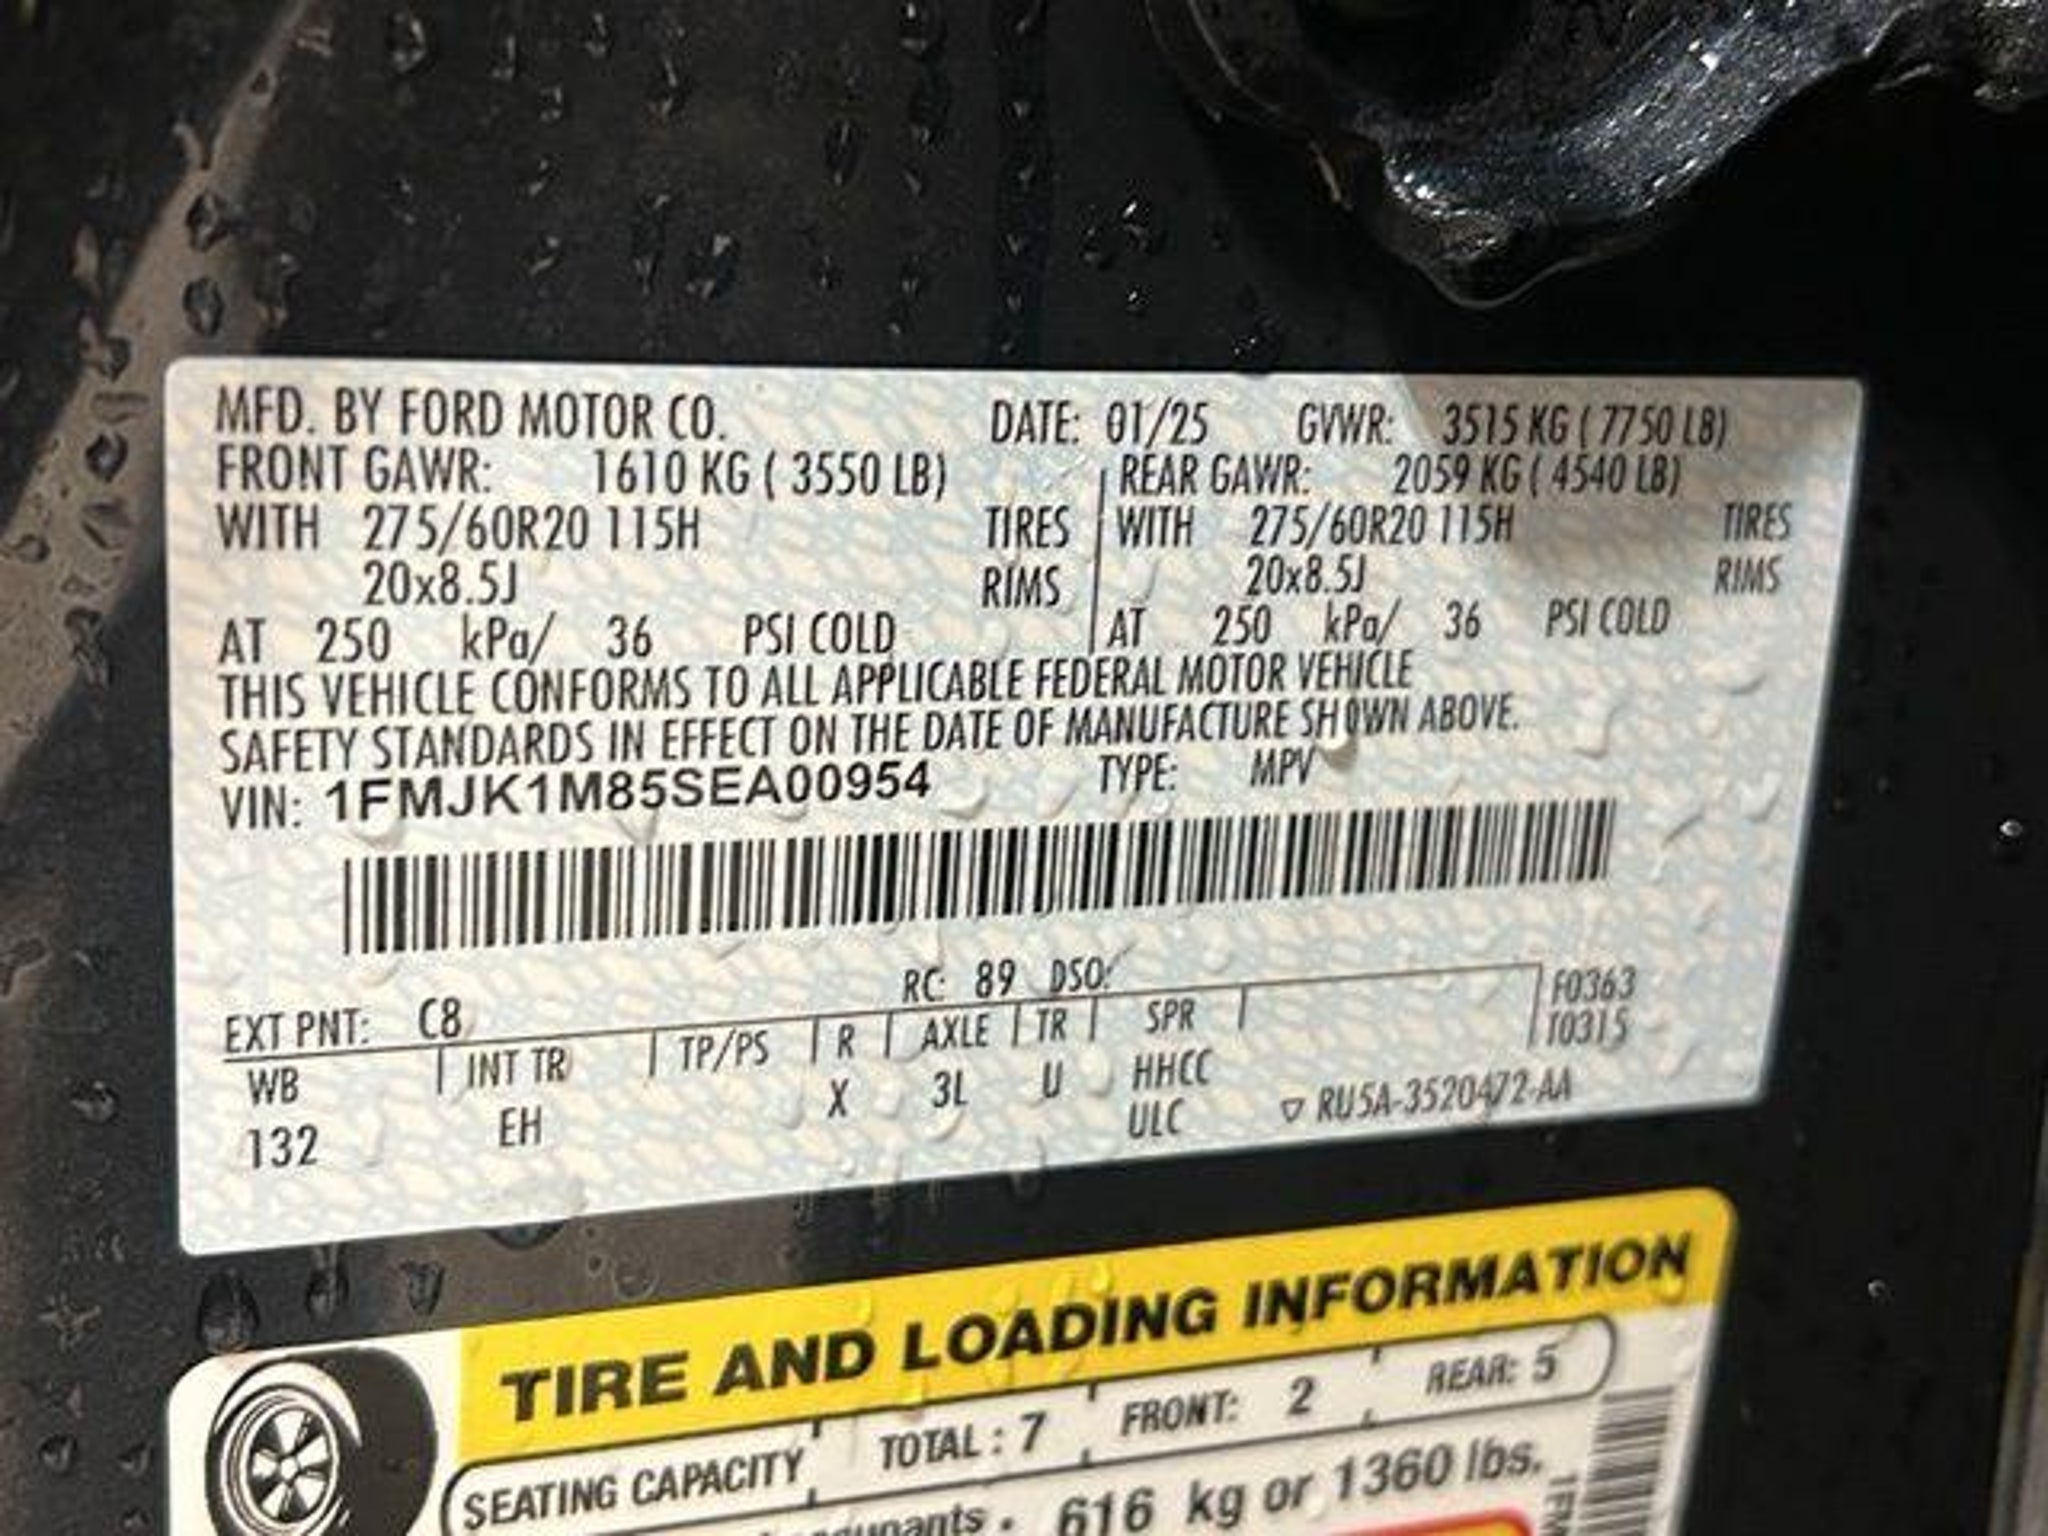 MFD. BY FORD MOTOR CO. DATE: 01/25 GVWR: 3515 KG ( 7750 LB)
FRONT GAWR: 1610 KG ( 3550 LB) REAR GAWR: 2059 KG ( 4540 LB)
WITH 275/60R20 115H TIRES WITH 275/60R20 115H TIRES
20x8.5J RIMS 20x8.5J RIMS
AT 250 kPa/ 36 PSI COLD AT 250 kPa/ 36 PSI COLD
THIS VEHICLE CONFORMS TO ALL APPLICABLE FEDERAL MOTOR VEHICLE
SAFETY STANDARDS IN EFFECT ON THE DATE OF MANUFACTURE SHOWN ABOVE.
VIN: 1FMJK1M85SEA00954 TYPE: MPV
EXT PNT: C8 RC: 89 DSO: F0363
T0315
WB INT TR TP/PS R AXLE TR SPR
132 EH X 3L U HHCC
ULC ▽ RU5A-3520472-AA
TIRE AND LOADING INFORMATION
SEATING CAPACITY TOTAL : 7 FRONT: 2 REAR: 5
616 kg or 1360 lbs.